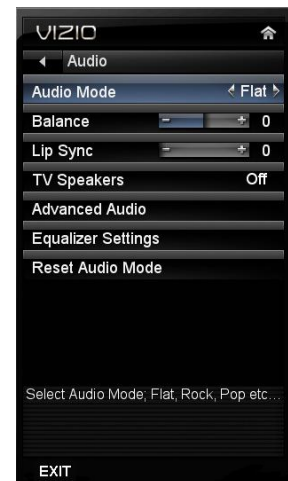 VIZIO
Audio
Audio Mode Flat
Balance - + 0
Lip Sync - + 0
TV Speakers Off
Advanced Audio
Equalizer Settings
Reset Audio Mode
Select Audio Mode; Flat, Rock, Pop etc...
EXIT